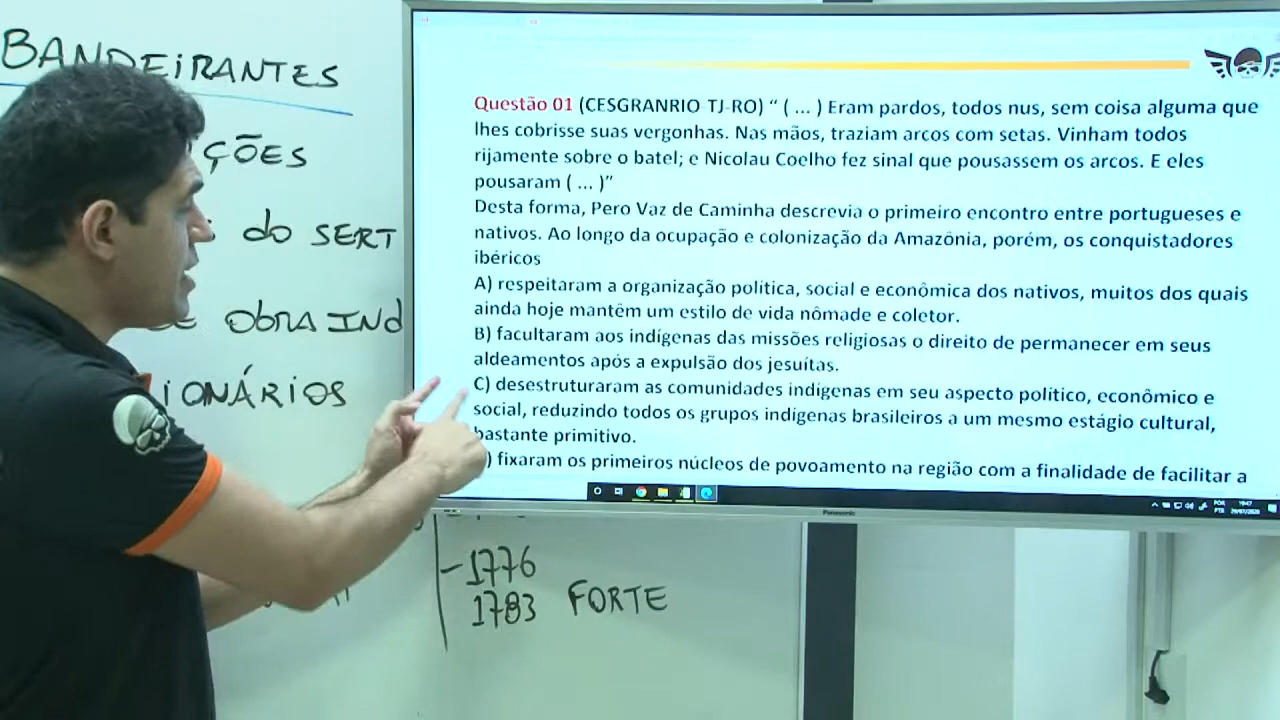 BANDEIRANTES
ÇÕES
do SERT
OBRA IND
IONÁRIOS
Questão 01 (CESGRANRIO TJ-RO) “ ( ... ) Eram pardos, todos nus, sem coisa alguma que
lhes cobrisse suas vergonhas. Nas mãos, traziam arcos com setas. Vinham todos
rijamente sobre o batel; e Nicolau Coelho fez sinal que pousassem os arcos. E eles
pousaram ( ... )”
Desta forma, Pero Vaz de Caminha descrevia o primeiro encontro entre portugueses e
nativos. Ao longo da ocupação e colonização da Amazônia, porém, os conquistadores
ibéricos
A) respeitaram a organização política, social e econômica dos nativos, muitos dos quais
ainda hoje mantêm um estilo de vida nômade e coletor.
B) facultaram aos indígenas das missões religiosas o direito de permanecer em seus
aldeamentos após a expulsão dos jesuítas.
C) desestruturaram as comunidades indígenas em seu aspecto político, econômico e
social, reduzindo todos os grupos indígenas brasileiros a um mesmo estágio cultural,
bastante primitivo.
) fixaram os primeiros núcleos de povoamento na região com a finalidade de facilitar a
Panasonic
-1776
1783 FORTE